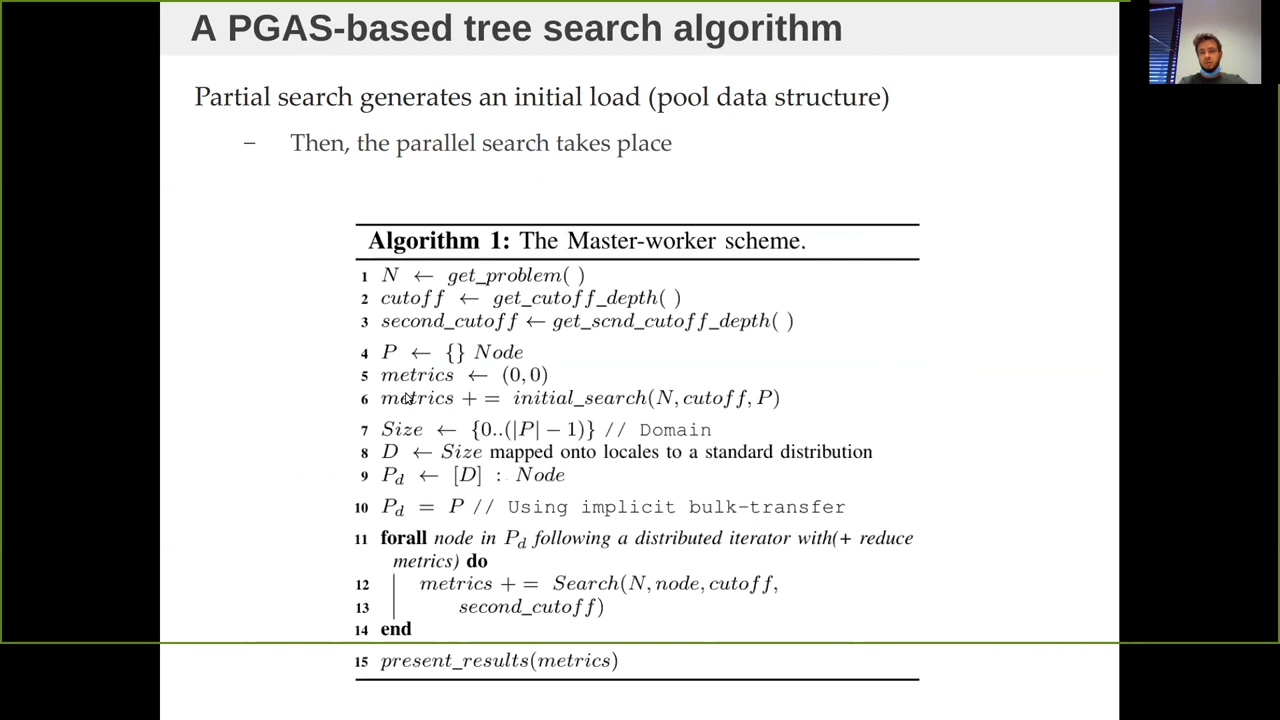 A PGAS-based tree search algorithm
Partial search generates an initial load (pool data structure)
– Then, the parallel search takes place
Algorithm 1: The Master-worker scheme.
1 N ← get_problem( )
2 cutoff ← get_cutoff_depth( )
3 second_cutoff ← get_scnd_cutoff_depth( )
4 P ← {} Node
5 metrics ← (0, 0)
6 metrics + = initial_search(N, cutoff, P)
7 Size ← {0..(|P| − 1)} // Domain
8 D ← Size mapped onto locales to a standard distribution
9 P_d ← [D] : Node
10 P_d = P // Using implicit bulk-transfer
11 forall node in P_d following a distributed iterator with(+ reduce
metrics) do
12 metrics + = Search(N, node, cutoff,
13 second_cutoff)
14 end
15 present_results(metrics)